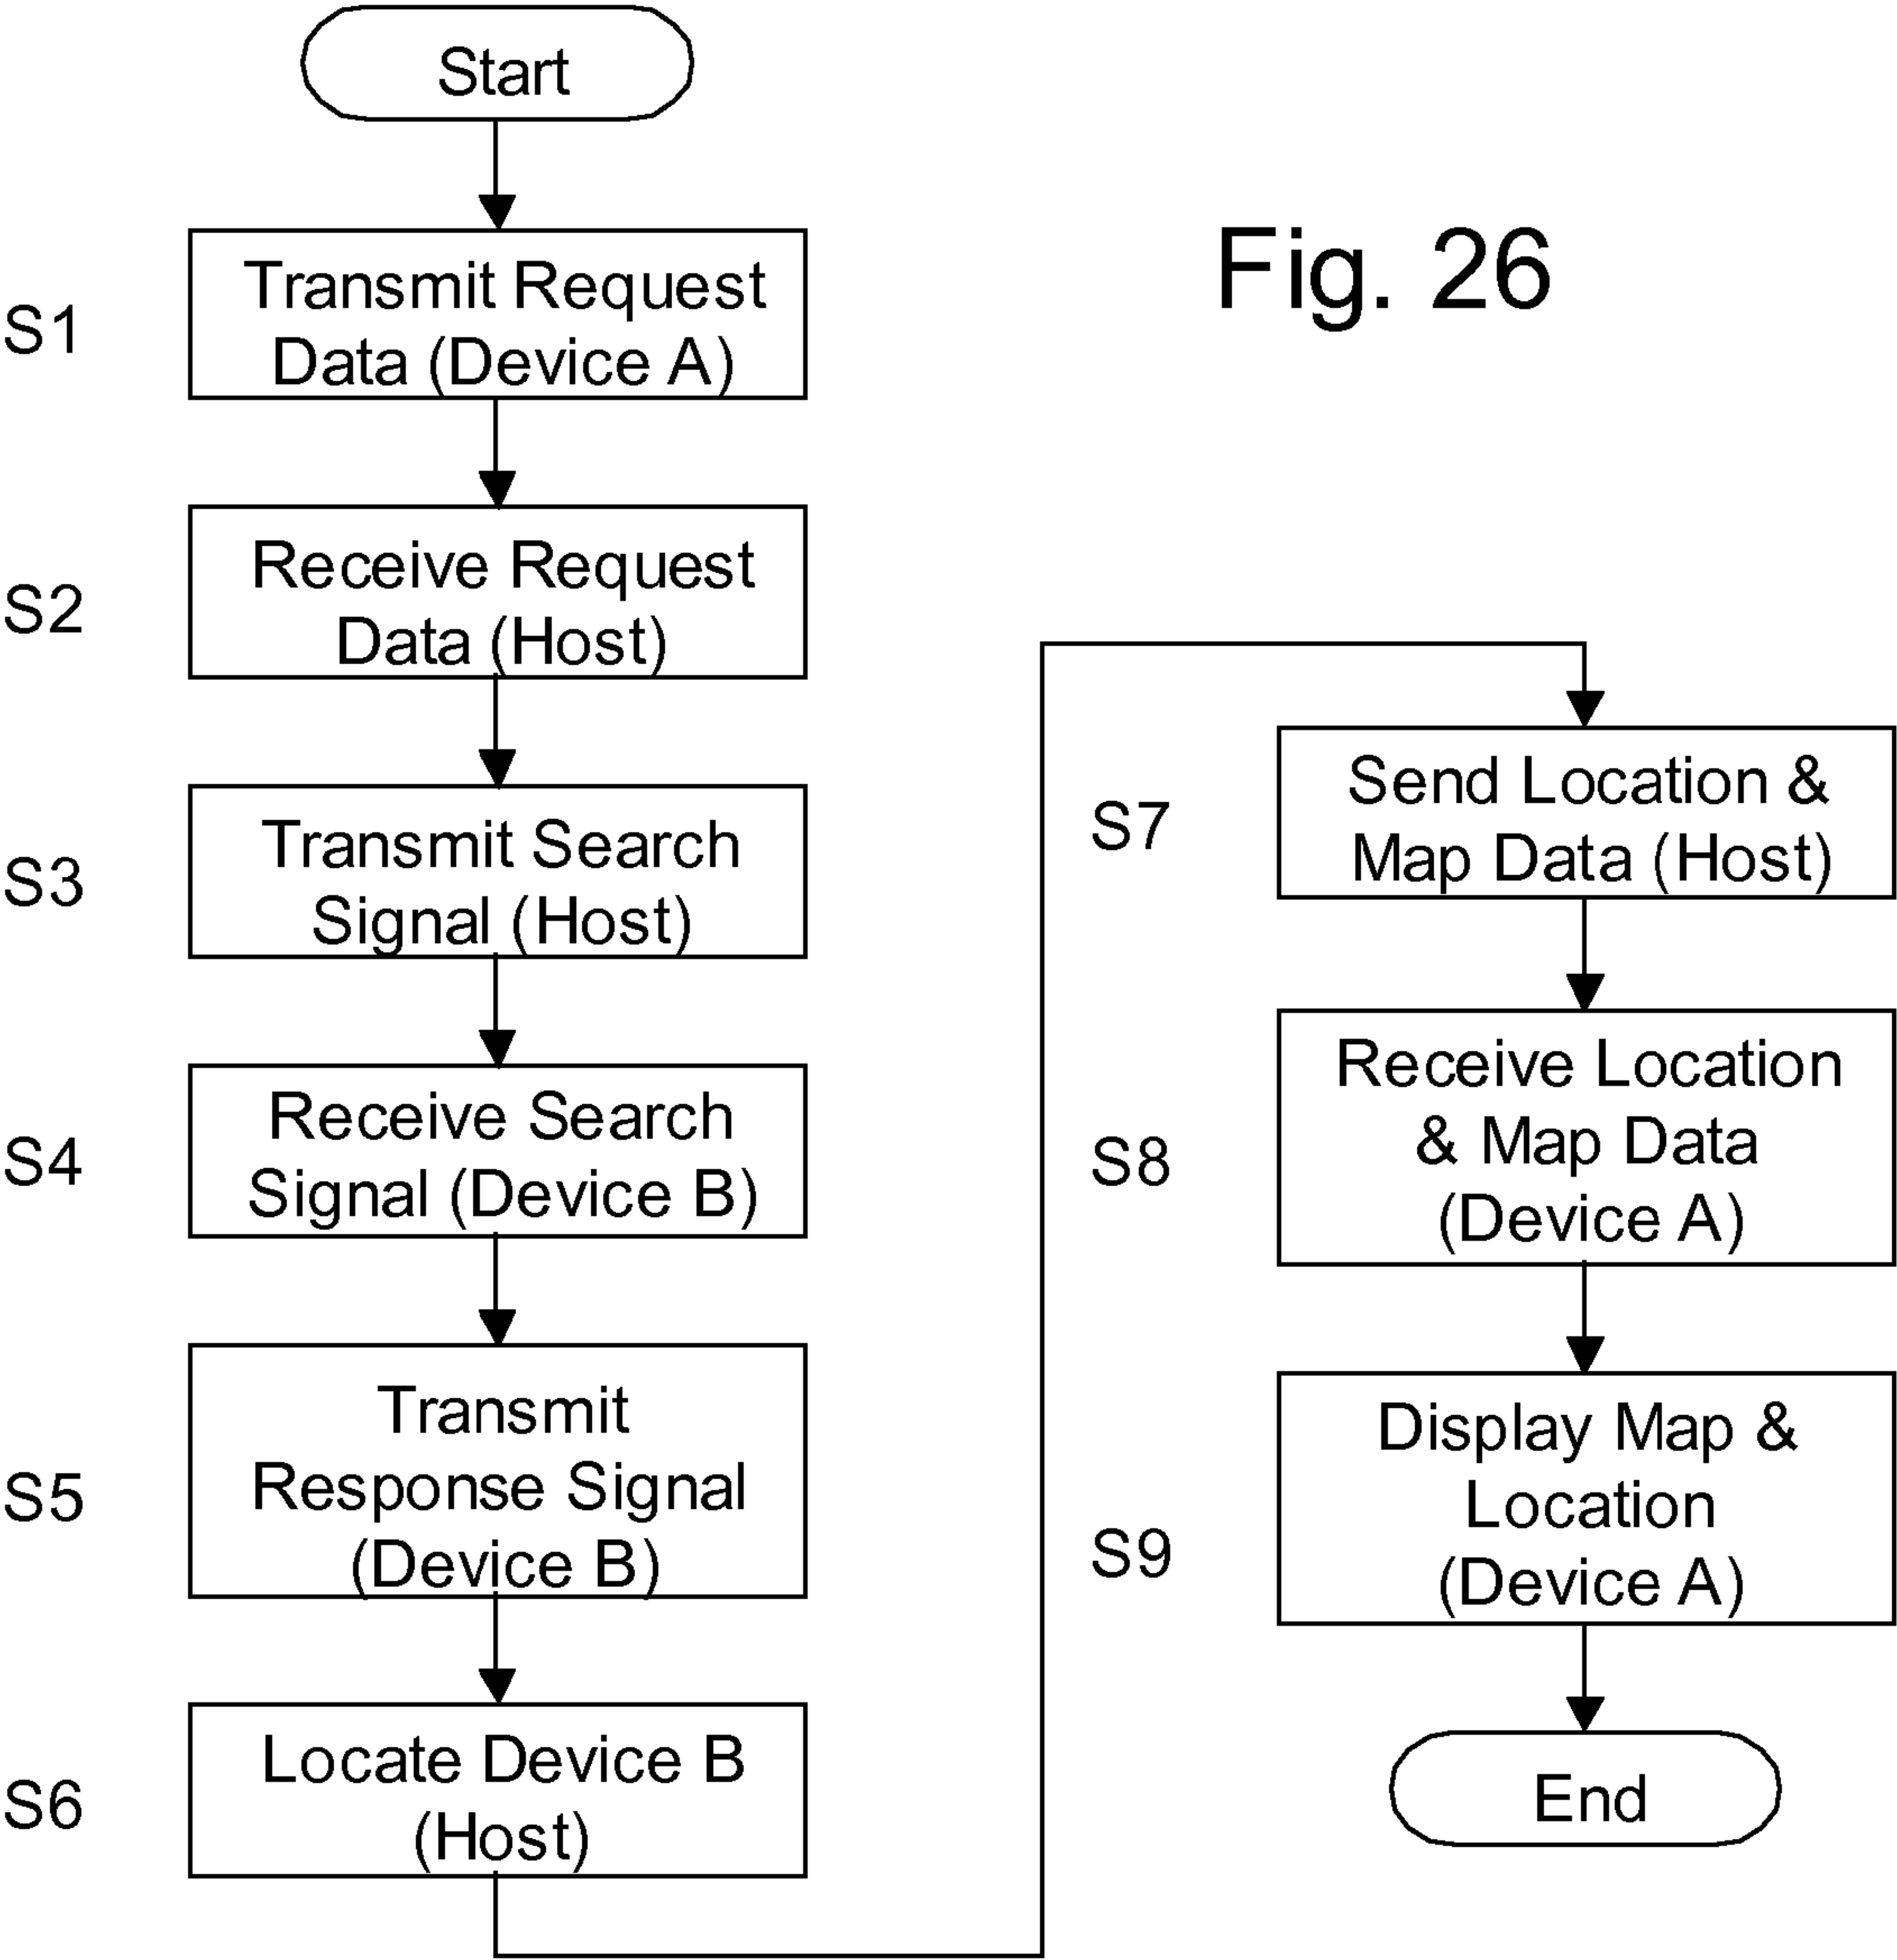 Start
Fig. 26
S1
Transmit Request
Data (Device A)
S2
Receive Request
Data (Host)
S3
Transmit Search
Signal (Host)
S4
Receive Search
Signal (Device B)
S5
Transmit
Response Signal
(Device B)
S6
Locate Device B
(Host)
S7
Send Location &
Map Data (Host)
S8
Receive Location
& Map Data
(Device A)
S9
Display Map &
Location
(Device A)
End